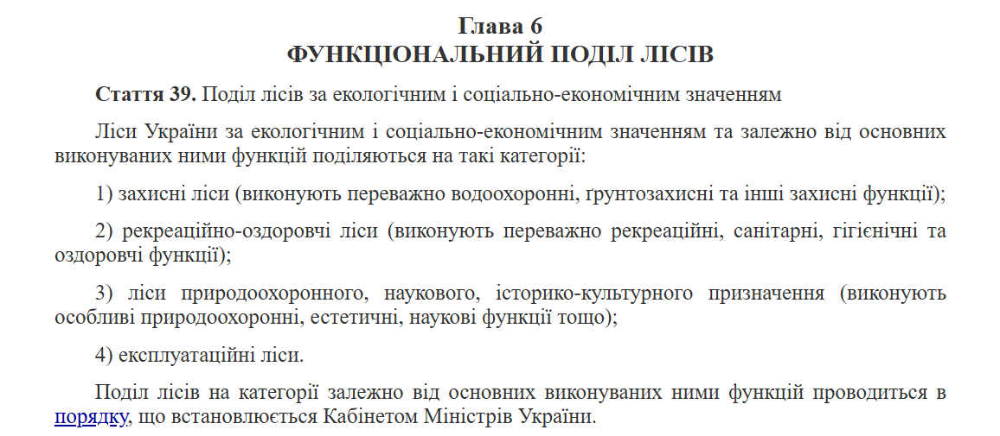 Глава 6
ФУНКЦІОНАЛЬНИЙ ПОДІЛ ЛІСІВ
Стаття 39. Поділ лісів за екологічним і соціально-економічним значенням
Ліси України за екологічним і соціально-економічним значенням та залежно від основних
виконуваних ними функцій поділяються на такі категорії:
1) захисні ліси (виконують переважно водоохоронні, ґрунтозахисні та інші захисні функції);
2) рекреаційно-оздоровчі ліси (виконують переважно рекреаційні, санітарні, гігієнічні та
оздоровчі функції);
3) ліси природоохоронного, наукового, історико-культурного призначення (виконують
особливі природоохоронні, естетичні, наукові функції тощо);
4) експлуатаційні ліси.
Поділ лісів на категорії залежно від основних виконуваних ними функцій проводиться в
порядку, що встановлюється Кабінетом Міністрів України.